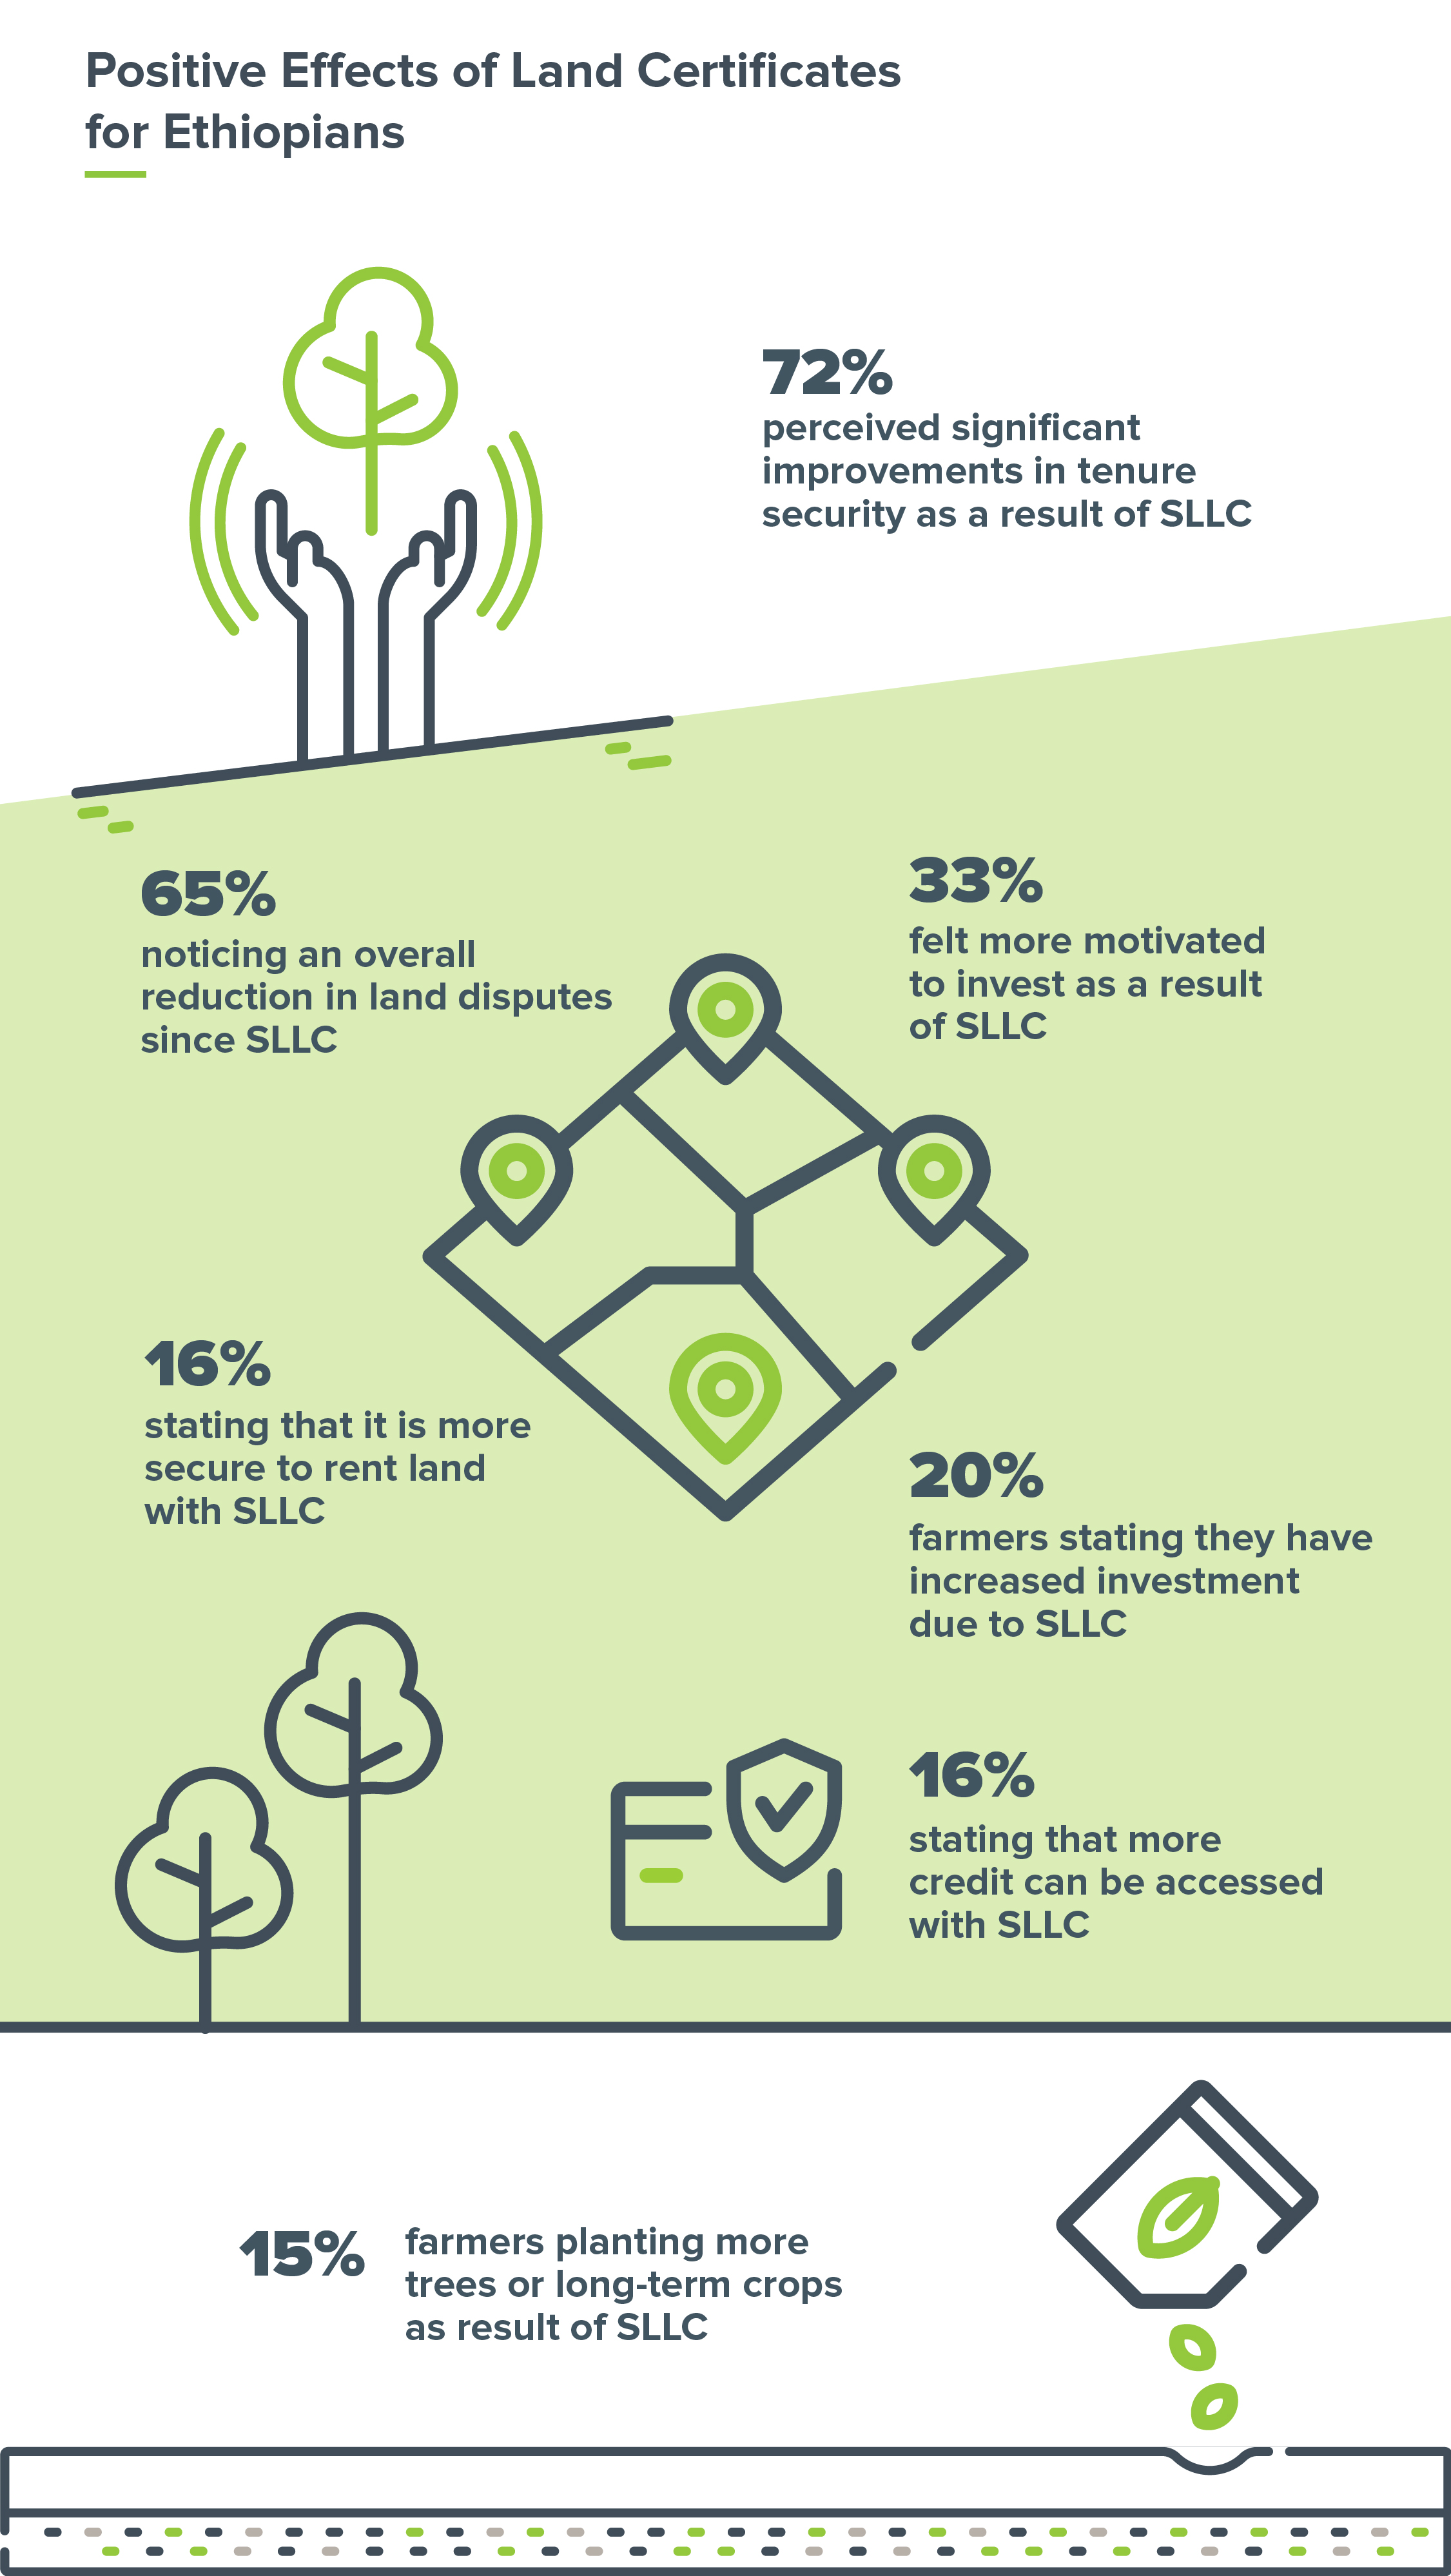 Positive Effects of Land Certificates
for Ethiopians
72%
perceived significant
improvements in tenure
security as a result of SLLC
65%
noticing an overall
reduction in land disputes
since SLLC
33%
felt more motivated
to invest as a result
of SLLC
16%
stating that it is more
secure to rent land
with SLLC
20%
farmers stating they have
increased investment
due to SLLC
16%
stating that more
credit can be accessed
with SLLC
15%
farmers planting more
trees or long-term crops
as result of SLLC